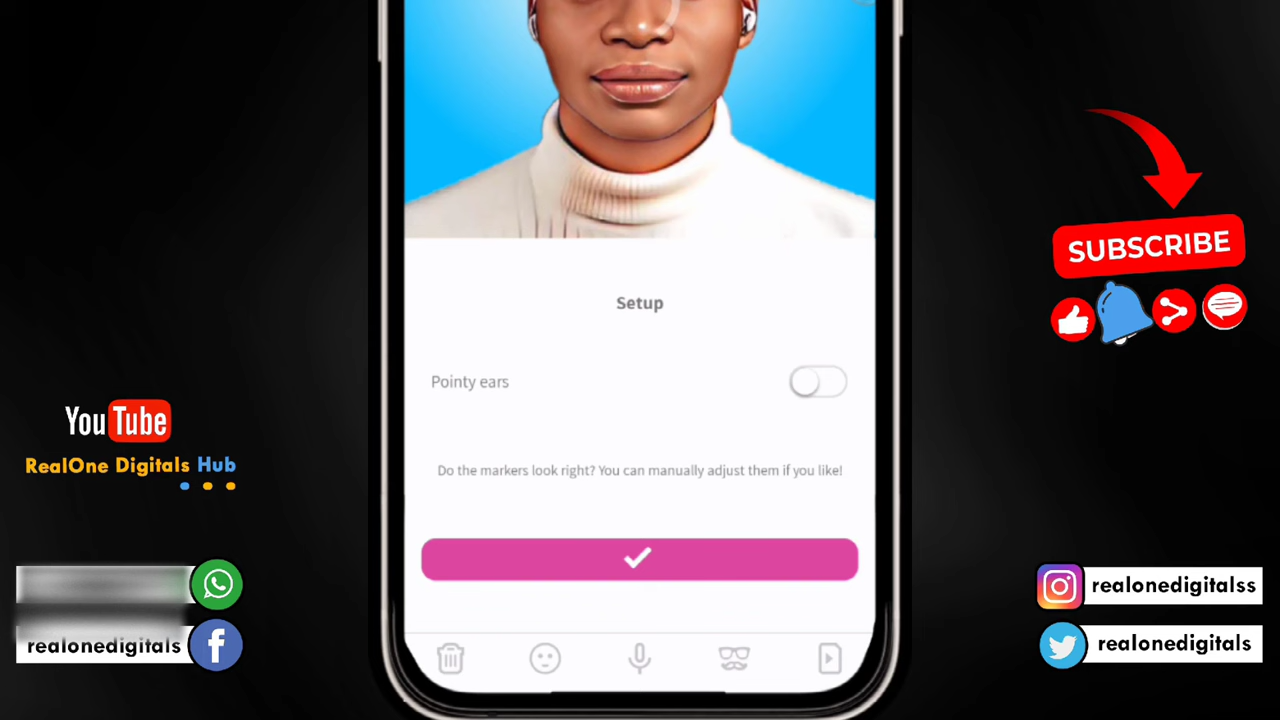 SUBSCRIBE
Setup
Pointy ears
YouTube
RealOne Digitals Hub
Do the markers look right? You can manually adjust them if you like!
realonedigitalss
realonedigitals
realonedigitals